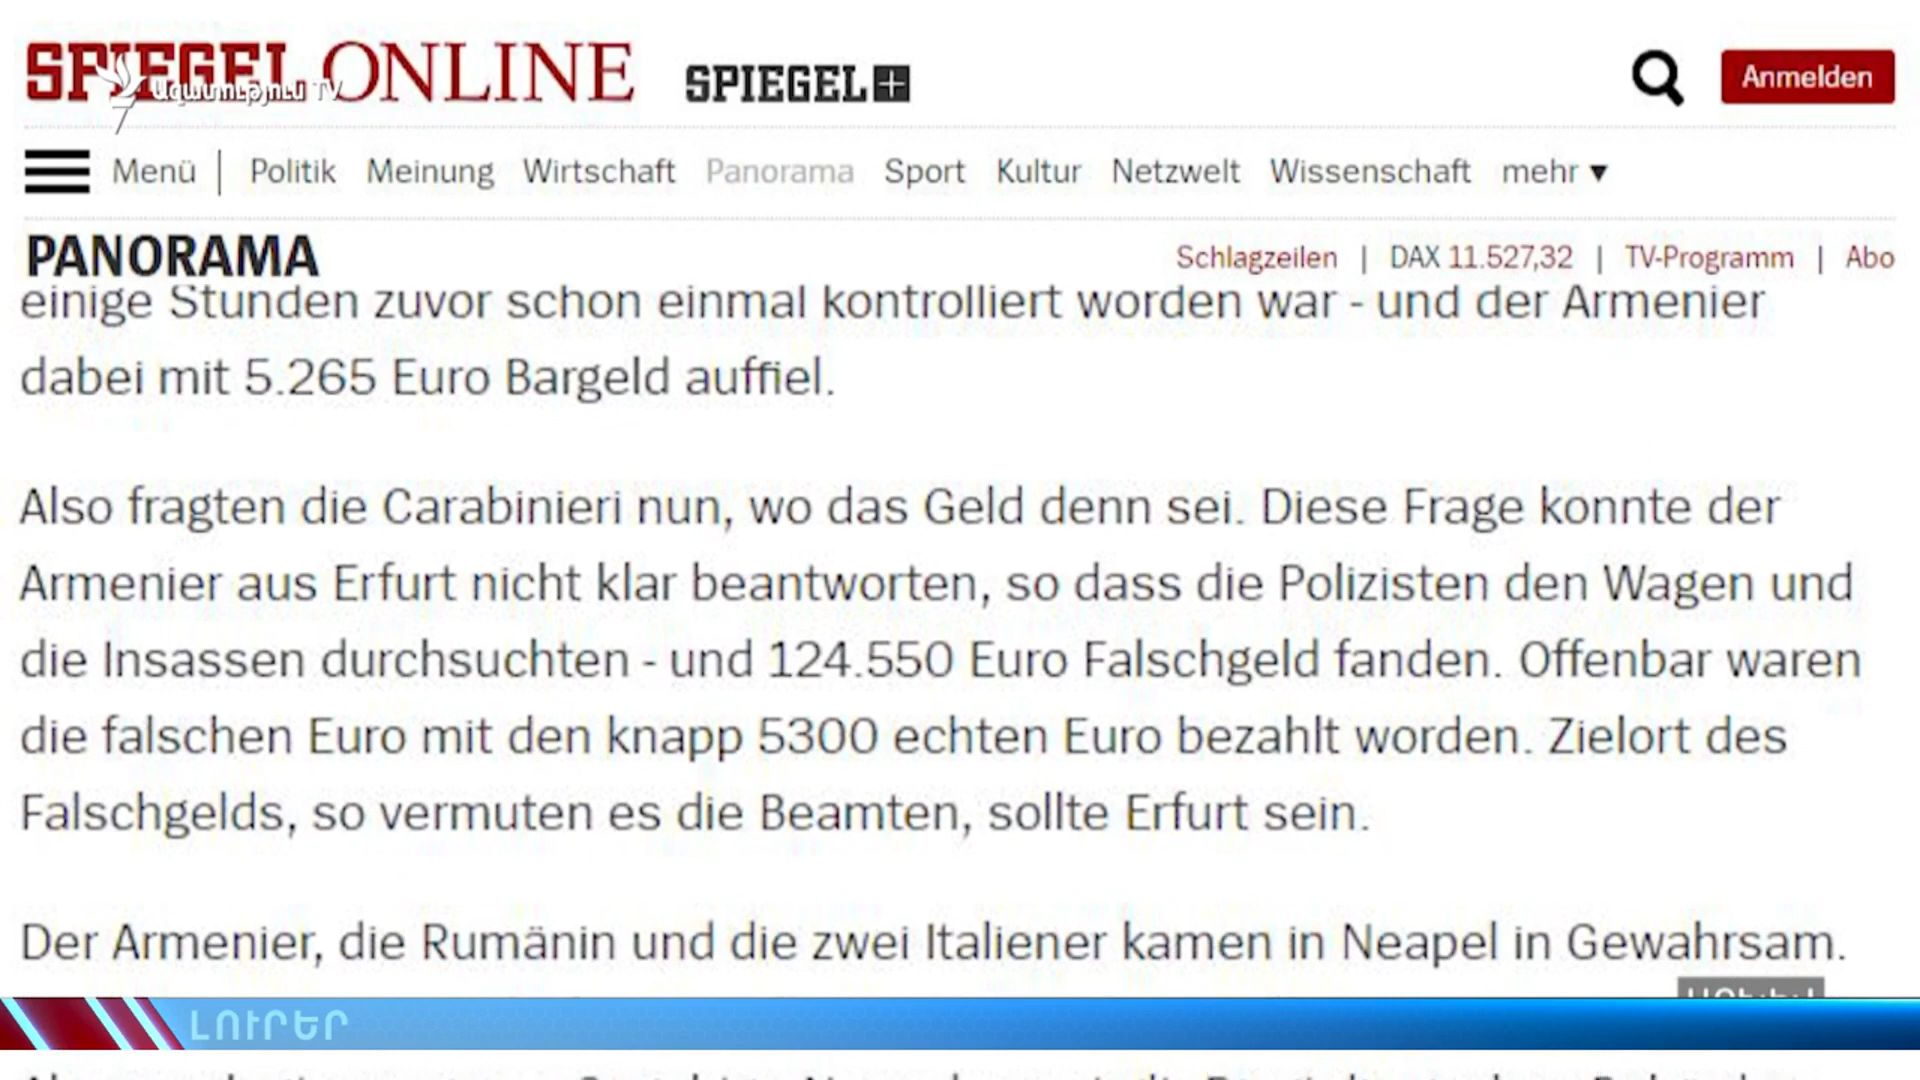 SPIEGEL ONLINE SPIEGEL+ Anmelden
Ազատություն TV
Menü | Politik Meinung Wirtschaft Panorama Sport Kultur Netzwelt Wissenschaft mehr ▼
PANORAMA Schlagzeilen | DAX 11.527,32 | TV-Programm | Abo
einige Stunden zuvor schon einmal kontrolliert worden war - und der Armenier
dabei mit 5.265 Euro Bargeld auffiel.
Also fragten die Carabinieri nun, wo das Geld denn sei. Diese Frage konnte der
Armenier aus Erfurt nicht klar beantworten, so dass die Polizisten den Wagen und
die Insassen durchsuchten - und 124.550 Euro Falschgeld fanden. Offenbar waren
die falschen Euro mit den knapp 5300 echten Euro bezahlt worden. Zielort des
Falschgelds, so vermuten es die Beamten, sollte Erfurt sein.
Der Armenier, die Rumänin und die zwei Italiener kamen in Neapel in Gewahrsam.
ԼՈՒՐԵՐ